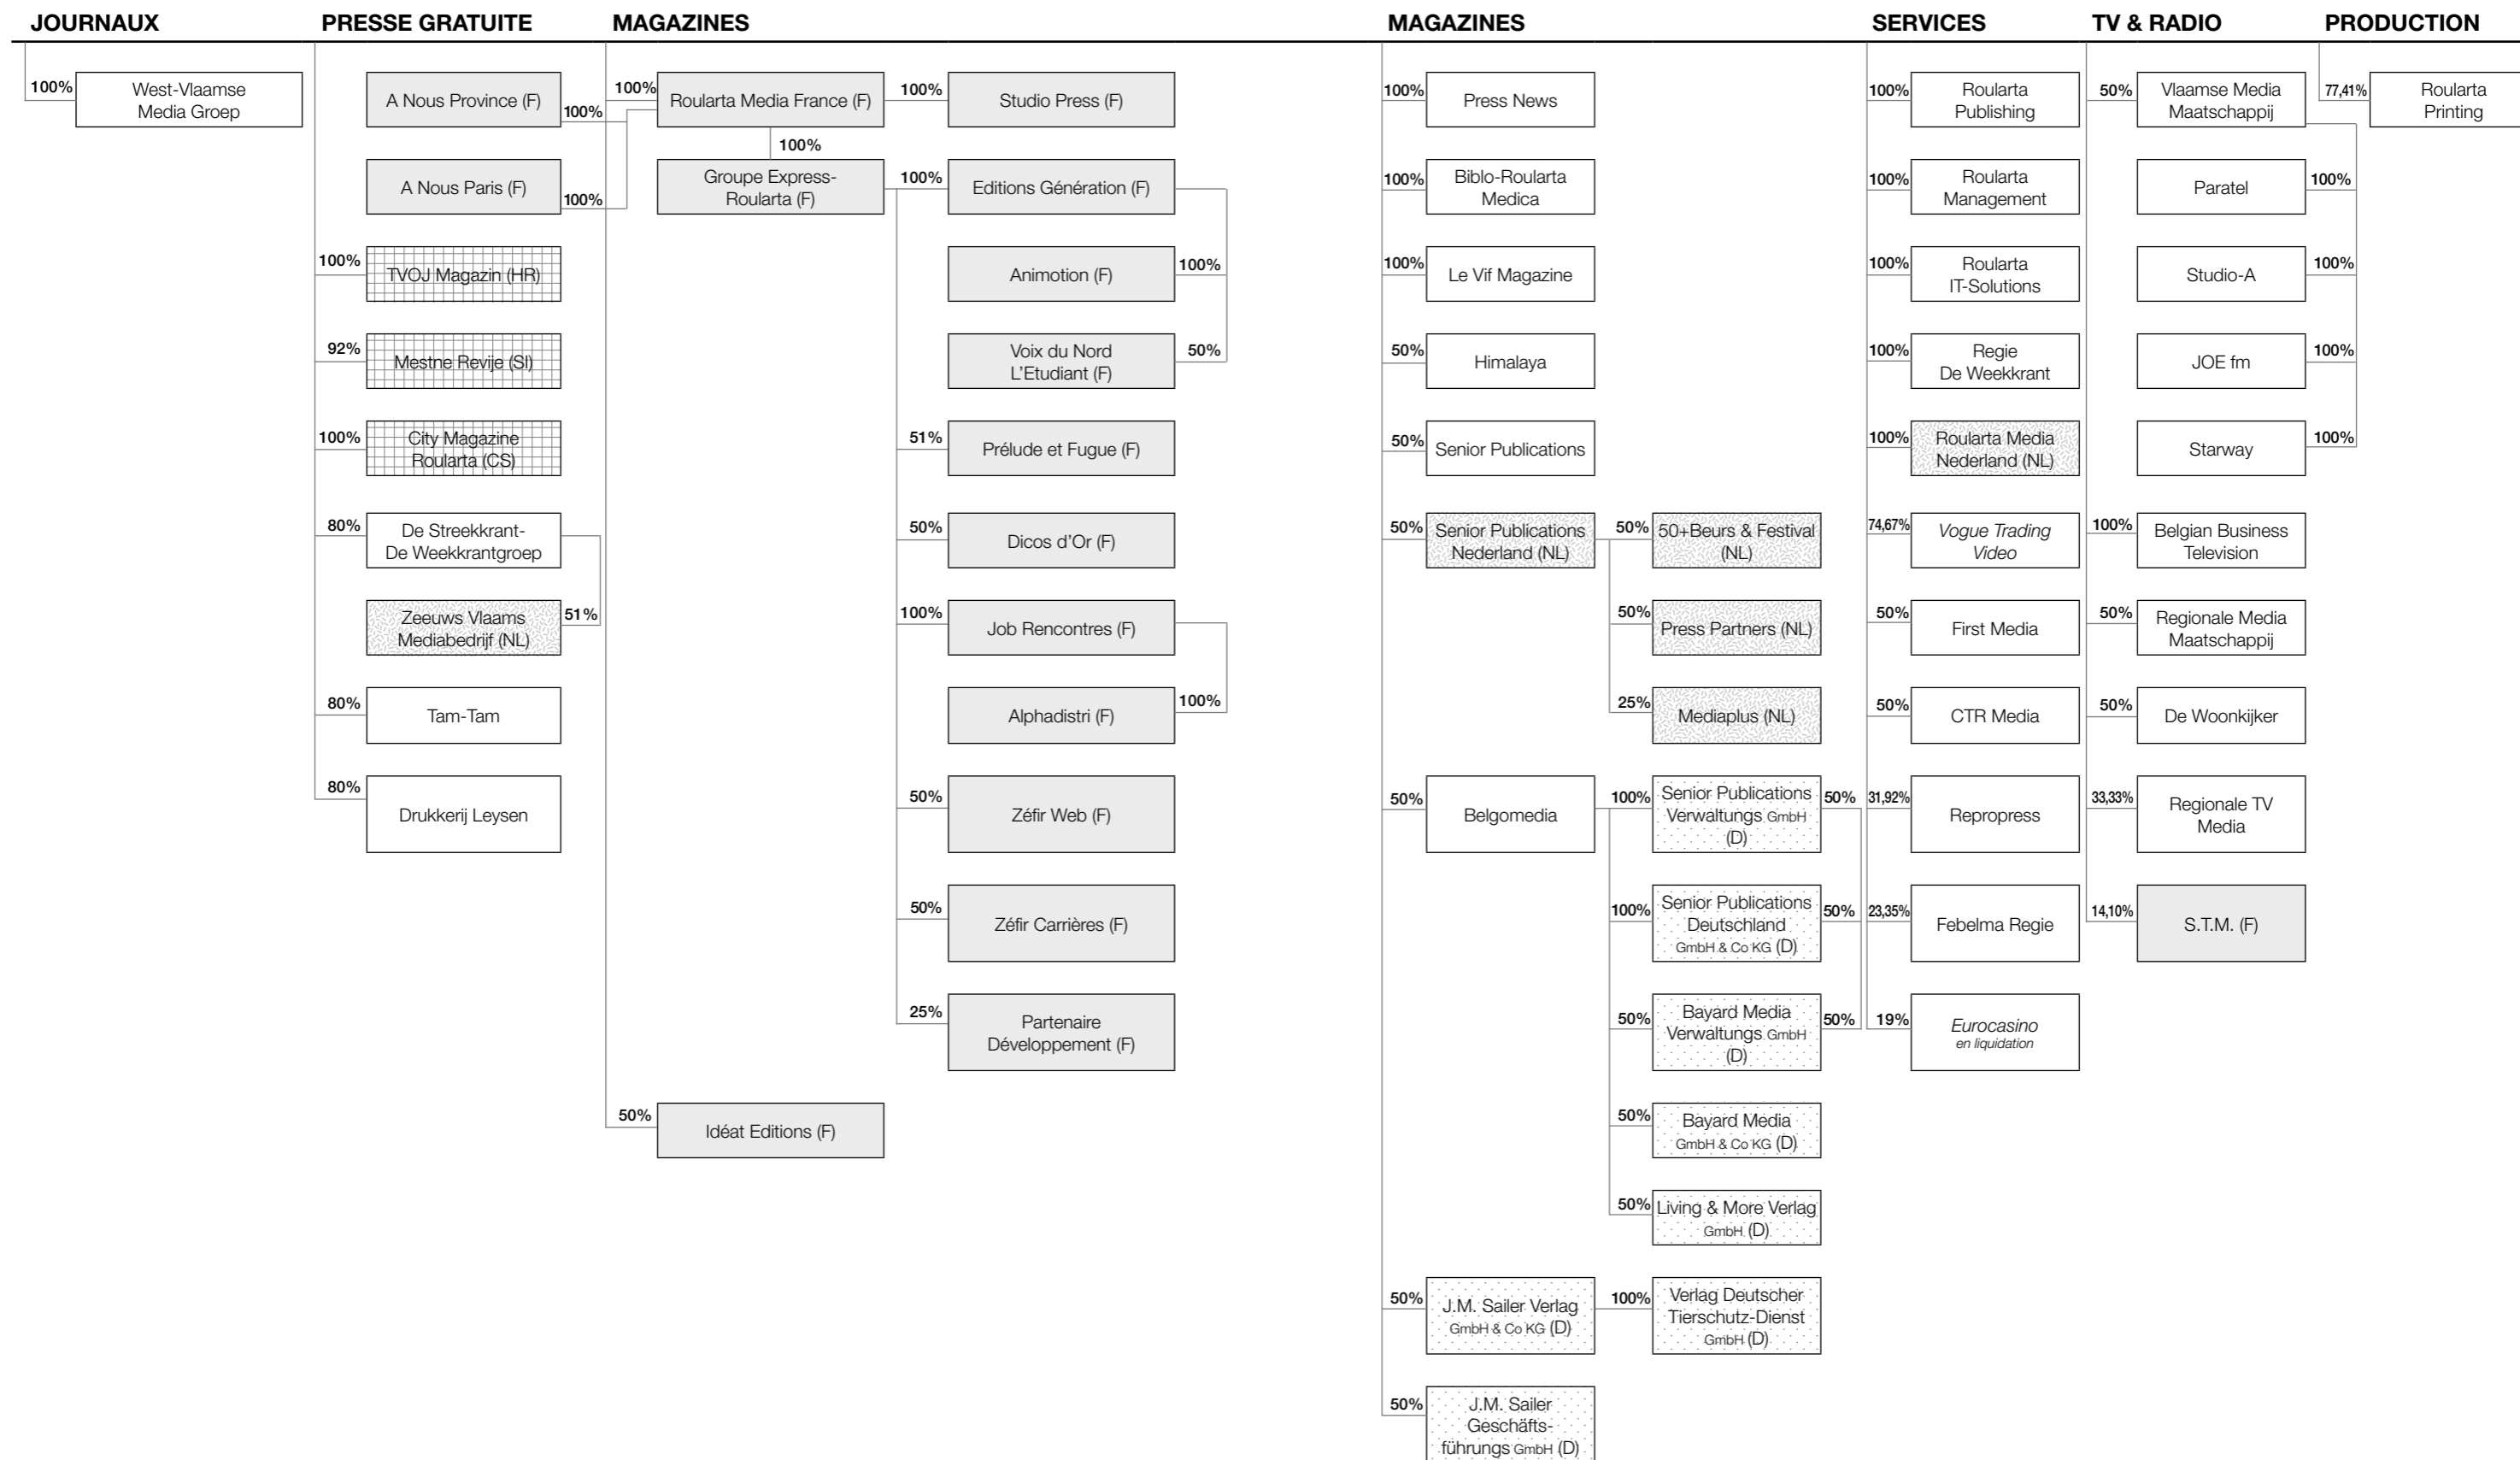 JOURNAUX
100%
West-Vlaamse
Media Groep
PRESSE GRATUITE
A Nous Province (F)
100%
A Nous Paris (F)
100%
100%
TVOJ Magazin (HR)
92%
Mestne Revije (SI)
100%
City Magazine
Roularta (CS)
80%
De Streekkrant-
De Weekkrantgroep
Zeeuws Vlaams
Mediabedrijf (NL)
51%
80%
Tam-Tam
80%
Drukkerij Leysen
MAGAZINES
100%
Roularta Media France (F)
100%
Studio Press (F)
100%
Groupe Express-
Roularta (F)
100%
Editions Génération (F)
Animotion (F)
100%
Voix du Nord
L'Etudiant (F)
50%
51%
Prélude et Fugue (F)
50%
Dicos d'Or (F)
100%
Job Rencontres (F)
Alphadistri (F)
100%
50%
Zéfir Web (F)
50%
Zéfir Carrières (F)
25%
Partenaire
Développement (F)
50%
Idéat Editions (F)
MAGAZINES
100%
Press News
100%
Biblo-Roularta
Medica
100%
Le Vif Magazine
50%
Himalaya
50%
Senior Publications
50%
Senior Publications
Nederland (NL)
50%
50+Beurs & Festival
(NL)
50%
Press Partners (NL)
25%
Mediaplus (NL)
50%
Belgomedia
100%
Senior Publications
Verwaltungs GmbH
(D)
50%
100%
Senior Publications
Deutschland
GmbH & Co KG (D)
50%
50%
Bayard Media
Verwaltungs GmbH
(D)
50%
50%
Bayard Media
GmbH & Co KG (D)
50%
Living & More Verlag
GmbH (D)
50%
J.M. Sailer Verlag
GmbH & Co KG (D)
100%
Verlag Deutscher
Tierschutz-Dienst
GmbH (D)
50%
J.M. Sailer
Geschäfts-
führungs GmbH (D)
SERVICES
100%
Roularta
Publishing
100%
Roularta
Management
100%
Roularta
IT-Solutions
100%
Regie
De Weekkrant
100%
Roularta Media
Nederland (NL)
74,67%
Vogue Trading
Video
50%
First Media
50%
CTR Media
31,92%
Repropress
23,35%
Febelma Regie
19%
Eurocasino
en liquidation
TV & RADIO
50%
Vlaamse Media
Maatschappij
Paratel
100%
Studio-A
100%
JOE fm
100%
Starway
100%
100%
Belgian Business
Television
50%
Regionale Media
Maatschappij
50%
De Woonkijker
33,33%
Regionale TV
Media
14,10%
S.T.M. (F)
PRODUCTION
77,41%
Roularta
Printing